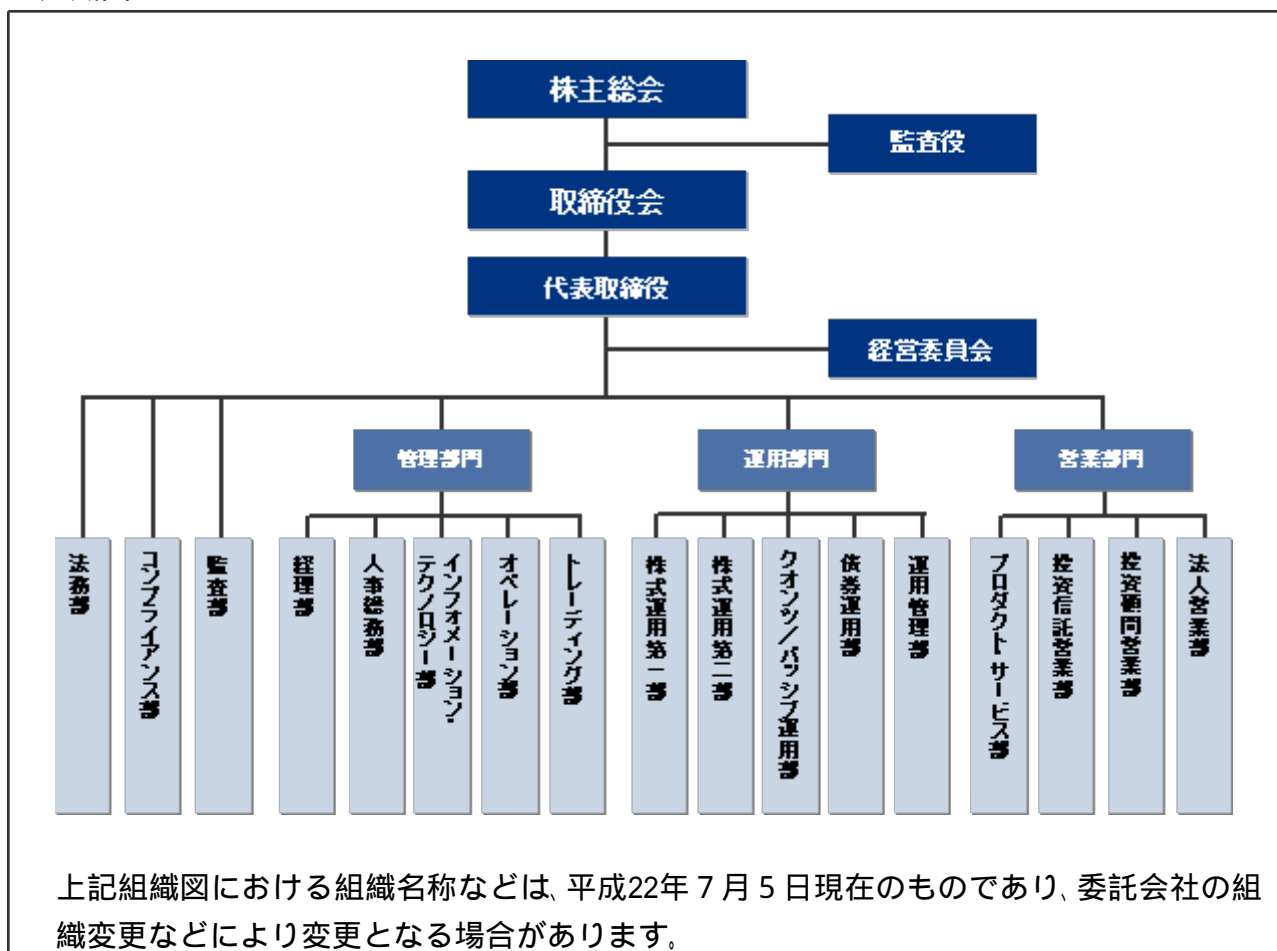 株主総会
監査役
取締役会
代表取締役
経営委員会
管理部門
運用部門
営業部門
法務部
コンプライアンス部
監査部
経理部
人事総務部
インフォメーション・
テクノロジー部
オペレーション部
トレーディング部
株式運用第一部
株式運用第二部
クオンツ/パッシブ運用部
債券運用部
運用管理部
プロダクトサービス部
投資信託営業部
投資顧問営業部
法人営業部
上記組織図における組織名称などは、平成22年7月5日現在のものであり、委託会社の組
織変更などにより変更となる場合があります。